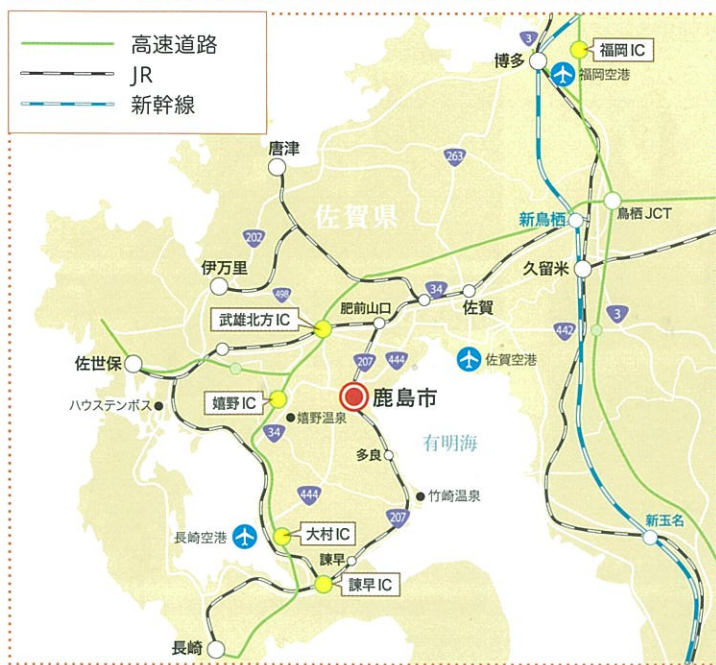 高速道路
JR
新幹線
3
福岡IC
博多
福岡空港
唐津
263
佐賀県
鳥栖JCT
新鳥栖
202
伊万里
久留米
498
34
佐賀
肥前山口
武雄北方IC
3
442
207
444
佐賀空港
佐世保
鹿島市
ハウステンボス
嬉野IC
嬉野温泉
34
有明海
多良
444
竹崎温泉
207
新玉名
長崎空港
大村IC
諫早
諫早IC
長崎